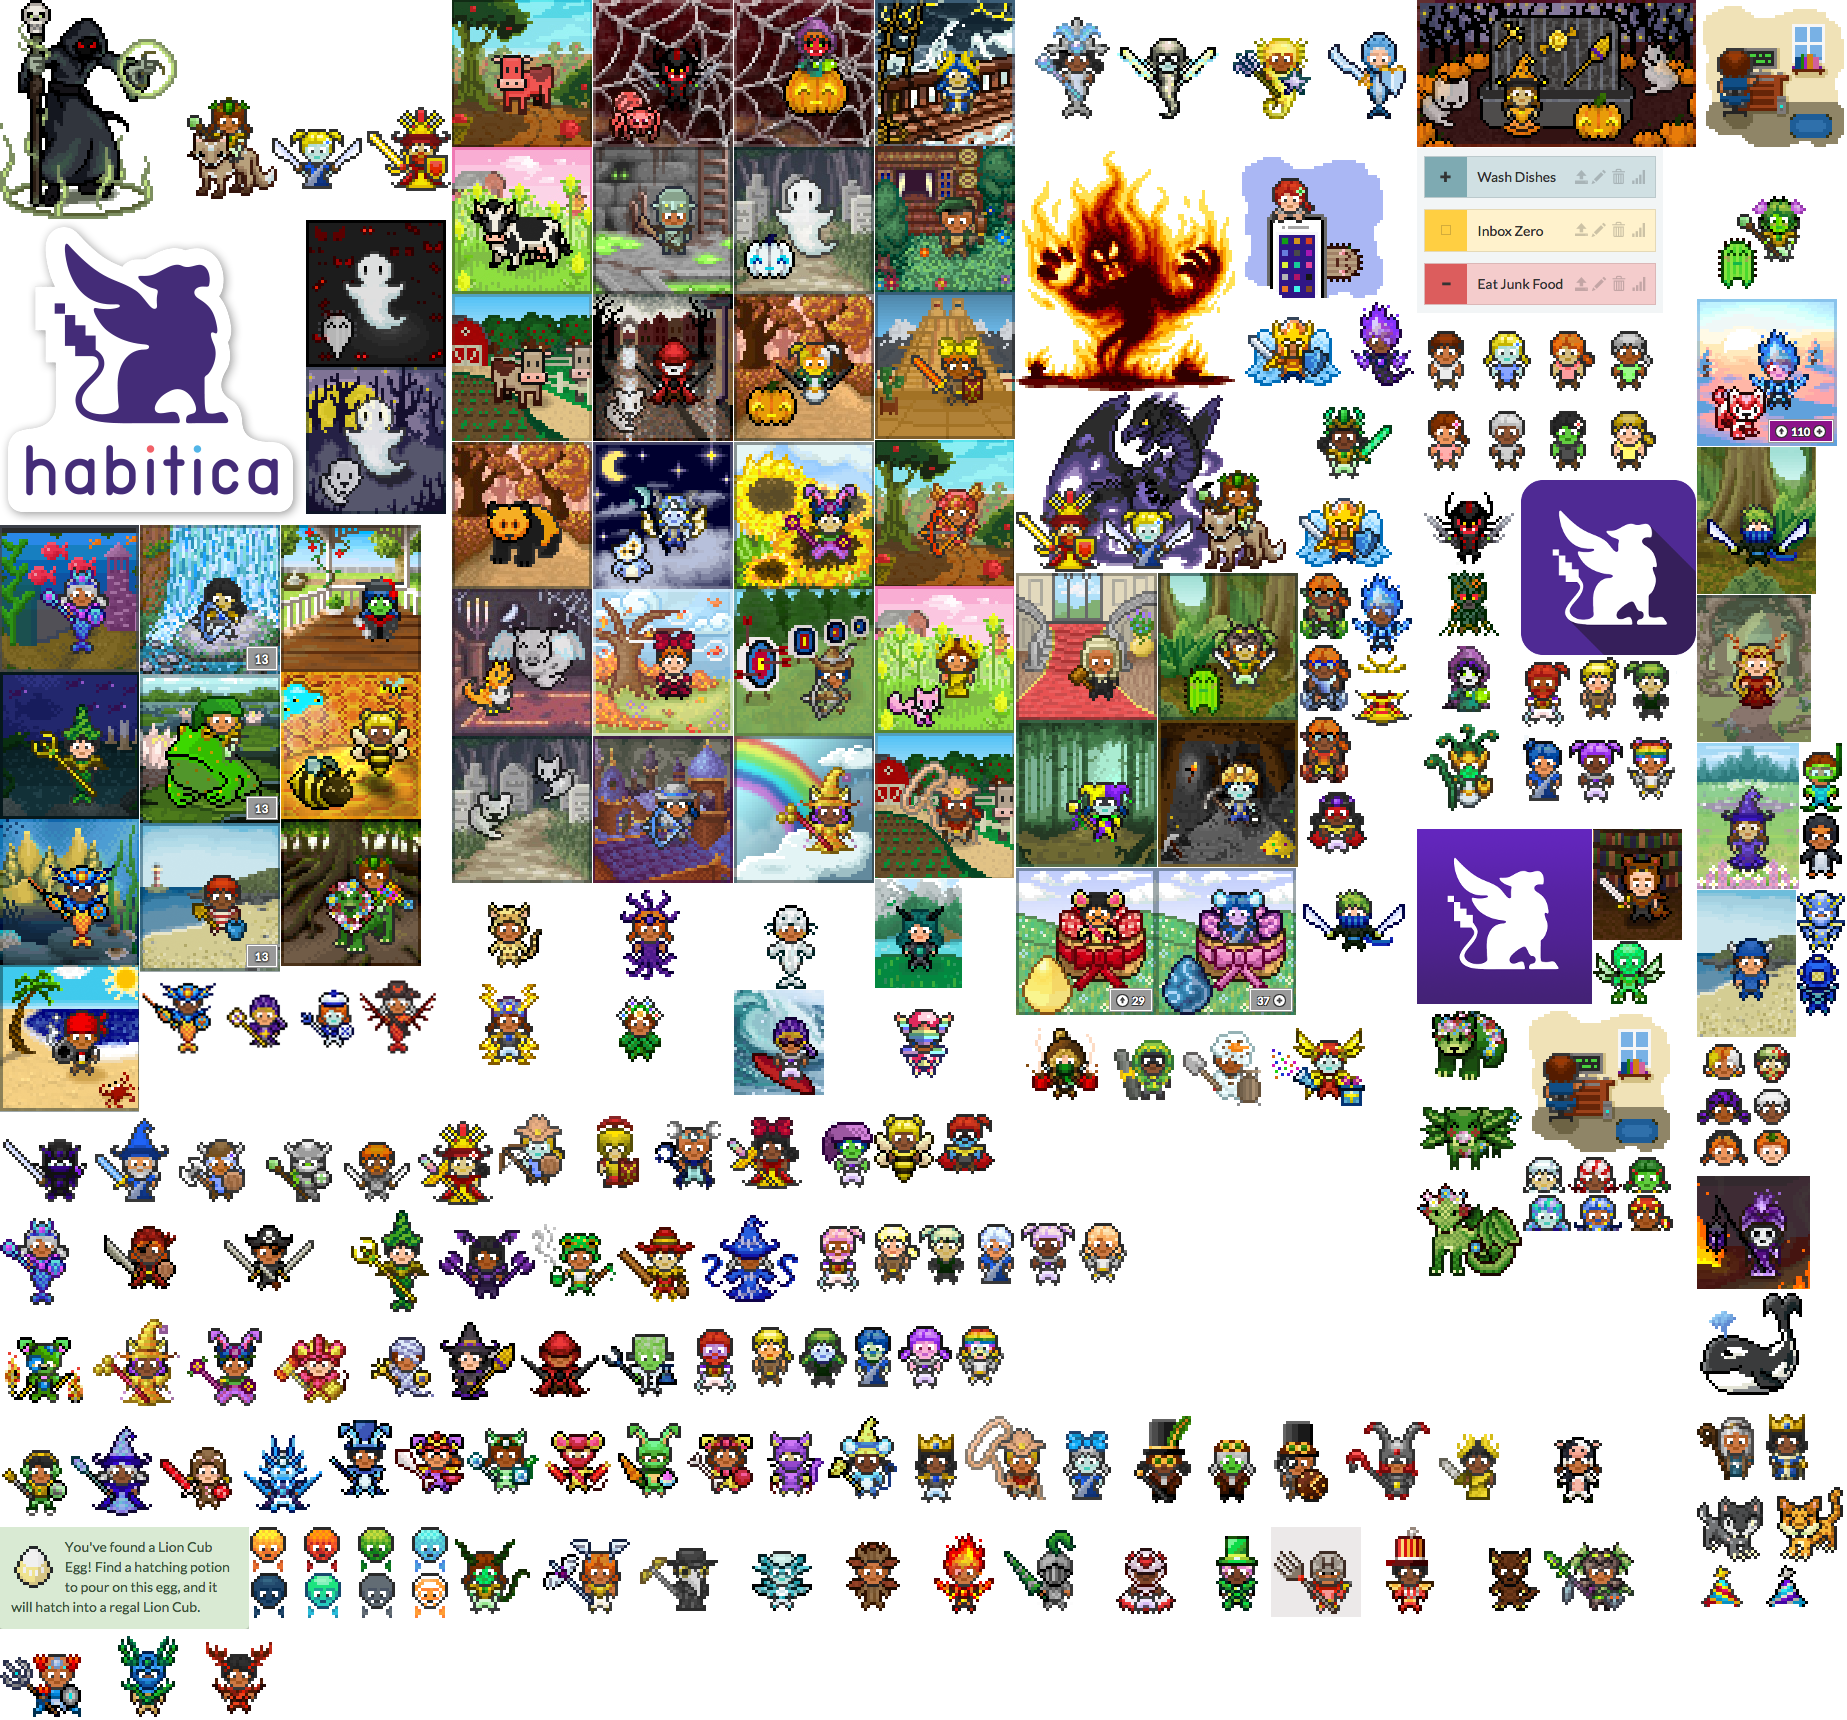 Wash Dishes
Inbox Zero
Eat Junk Food
habitica
110
13
13
13
29
37
You've found a Lion Cub
Egg! Find a hatching potion
to pour on this egg, and it
will hatch into a regal Lion Cub.